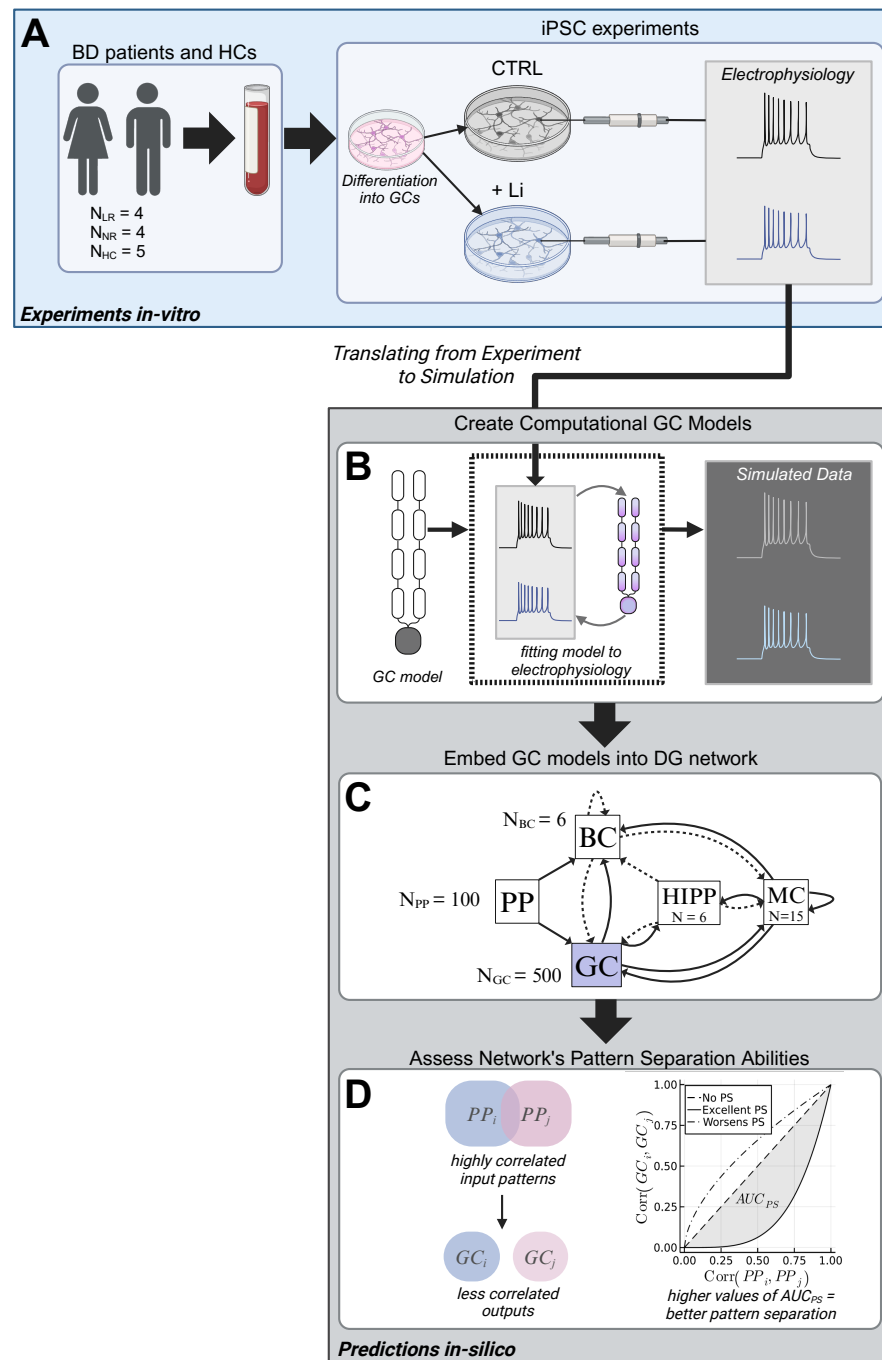 A
BD patients and HCs
N_LR = 4
N_NR = 4
N_HC = 5
iPSC experiments
Differentiation
into GCs
CTRL
+ Li
Electrophysiology
Experiments in-vitro
Translating from Experiment
to Simulation
Create Computational GC Models
B
GC model
fitting model to
electrophysiology
Simulated Data
Embed GC models into DG network
C
N_BC = 6
BC
N_PP = 100
PP
HIPP
N = 6
MC
N=15
N_GC = 500
GC
Assess Network's Pattern Separation Abilities
D
PP_i
PP_j
highly correlated
input patterns
GC_i
GC_j
less correlated
outputs
Corr(GC_i, GC_j)
1.00
0.75
0.50
0.25
0.00
No PS
Excellent PS
Worsens PS
AUC_PS
0.00 0.25 0.50 0.75 1.00
Corr(PP_i, PP_j)
higher values of AUC_PS =
better pattern separation
Predictions in-silico